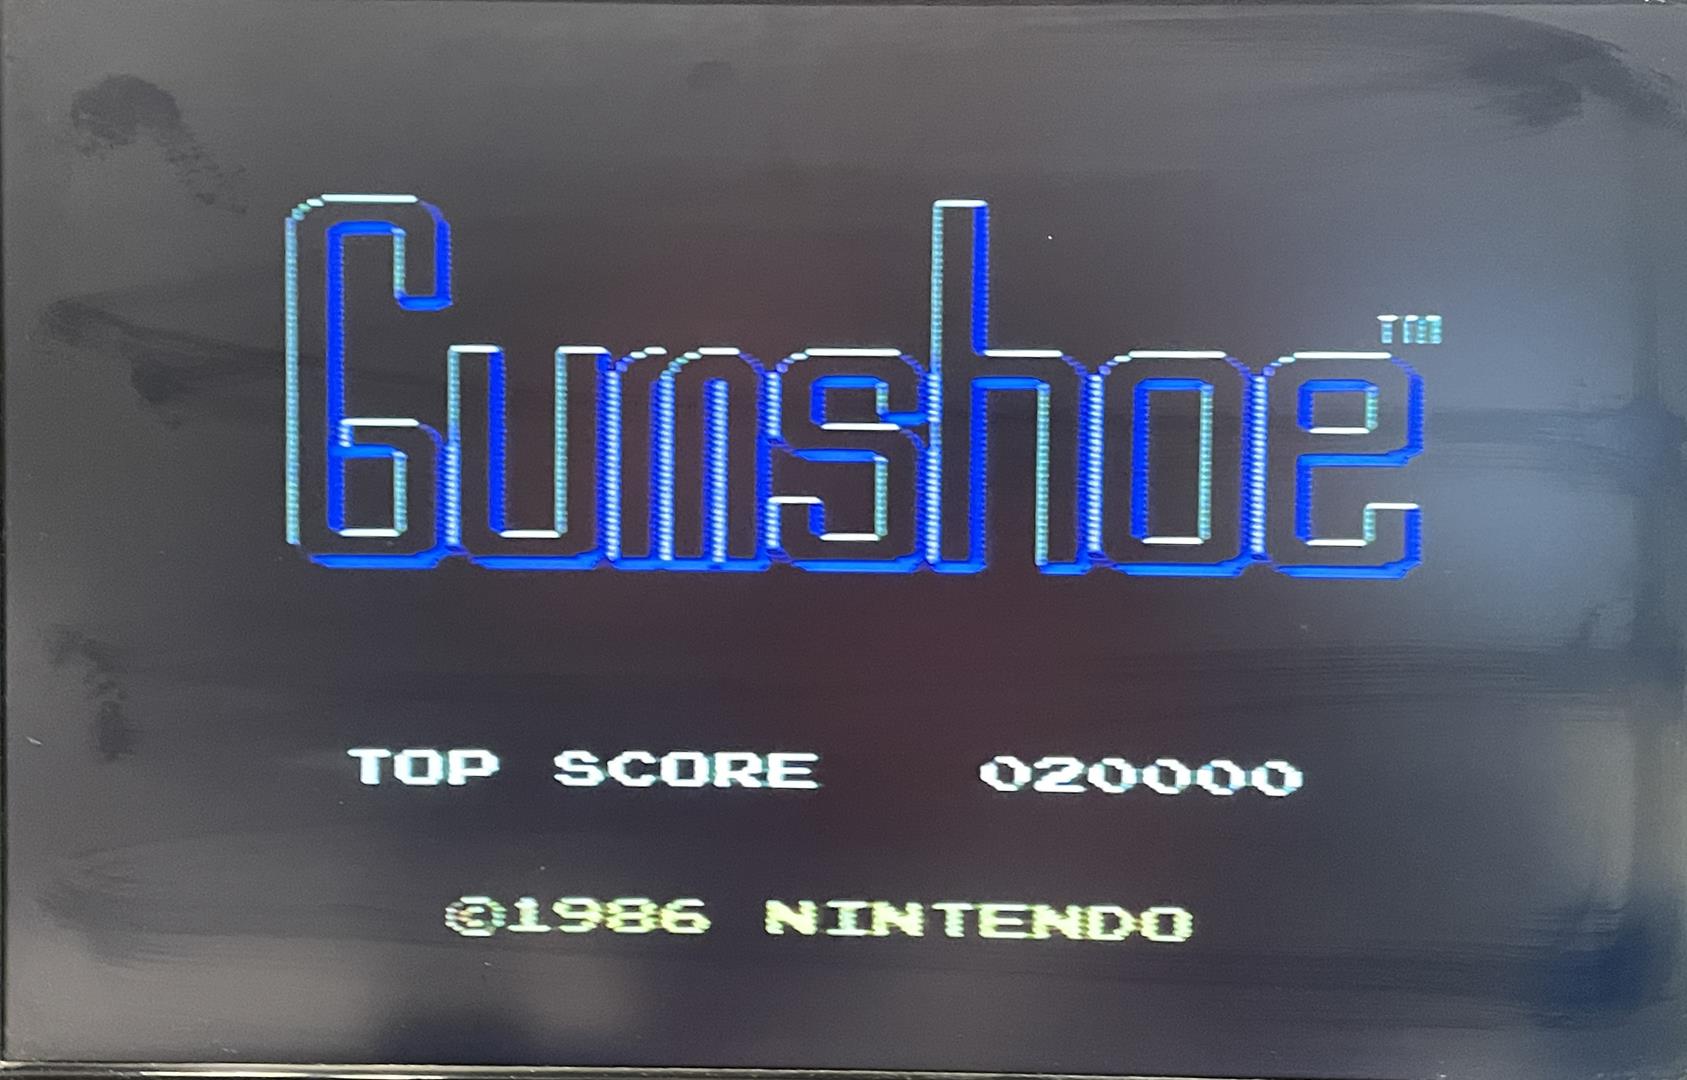 Gumshoe™
TOP SCORE 020000
©1986 NINTENDO